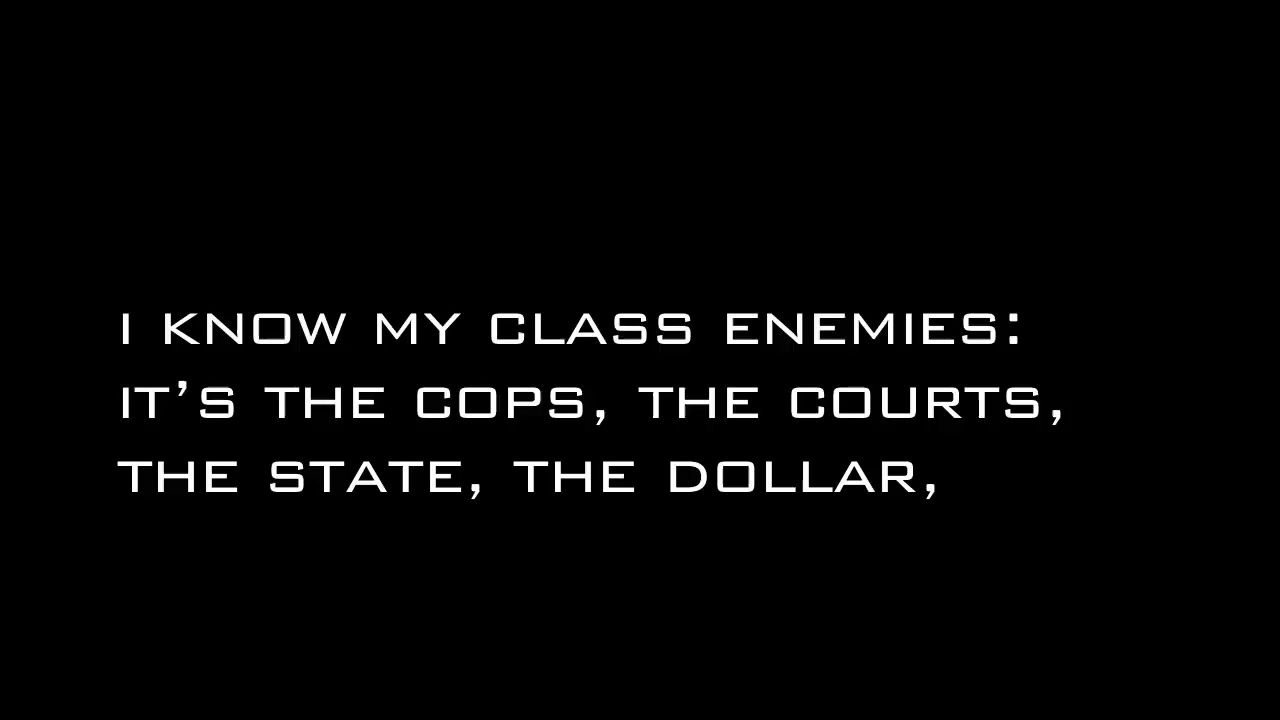 I KNOW MY CLASS ENEMIES:
IT’S THE COPS, THE COURTS,
THE STATE, THE DOLLAR,